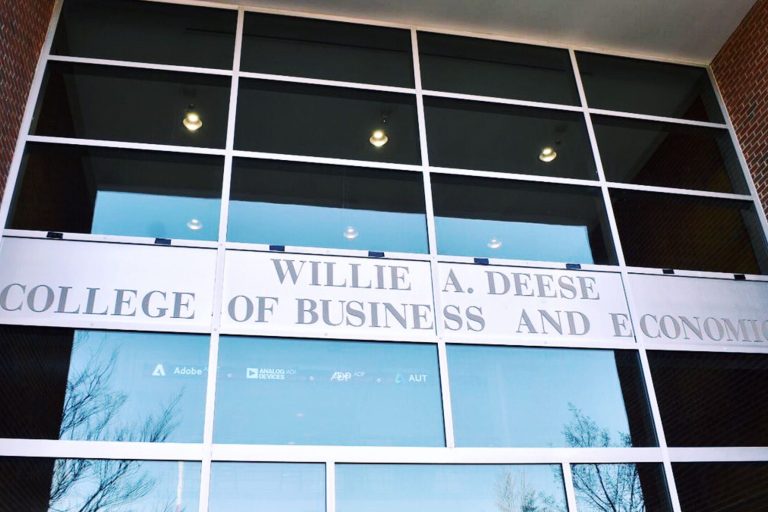 WILLIE A. DEESE
COLLEGE OF BUSINESS AND ECONOMIC
Adobe ANALOG DEVICES ADP AUT